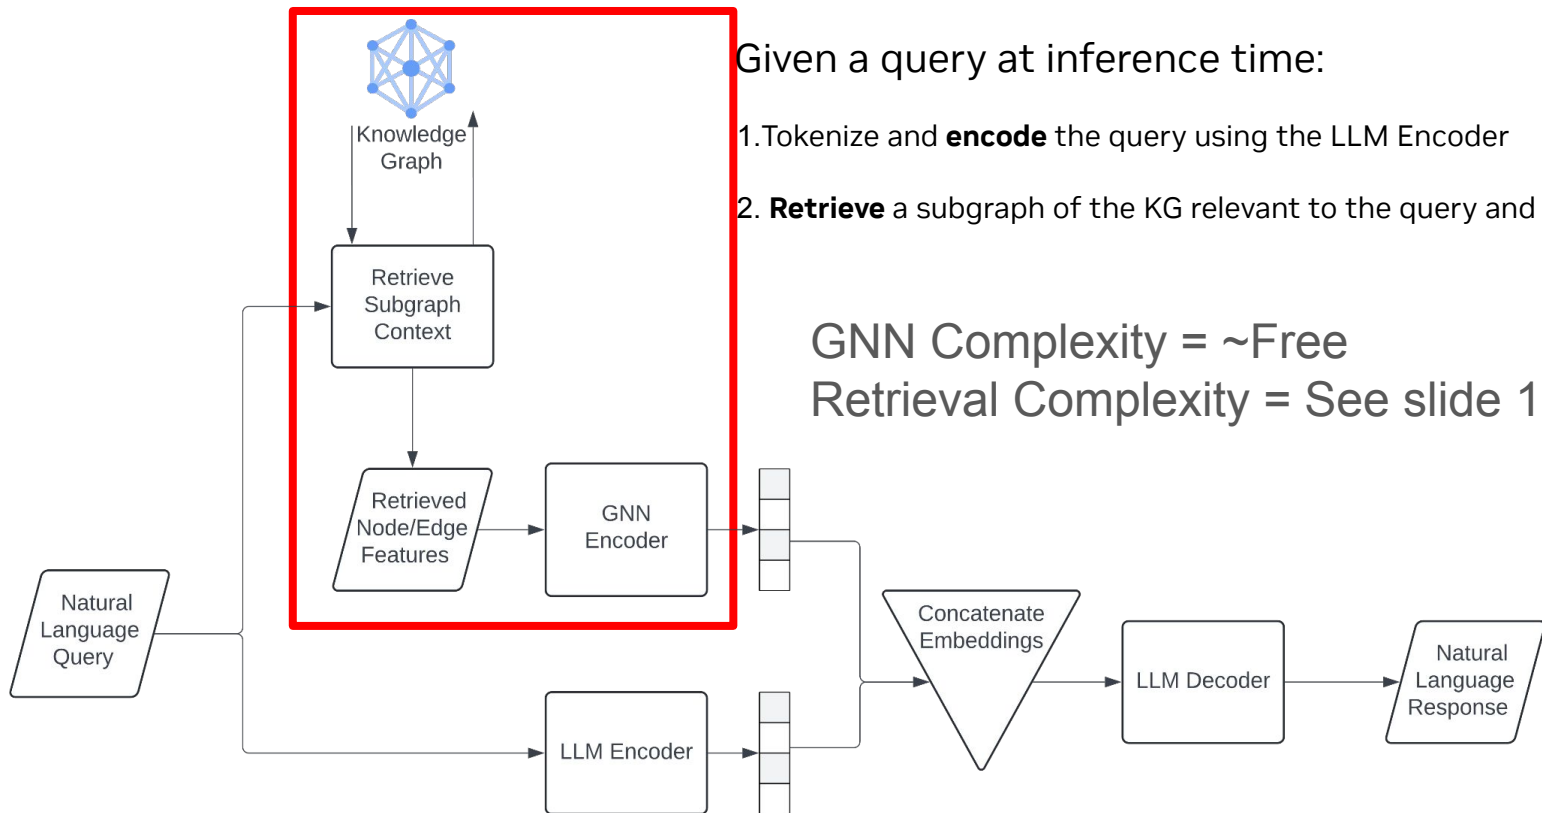 Given a query at inference time:
1.Tokenize and encode the query using the LLM Encoder
2. Retrieve a subgraph of the KG relevant to the query and
GNN Complexity = ~Free
Retrieval Complexity = See slide 1
Knowledge
Graph
Retrieve
Subgraph
Context
Retrieved
Node/Edge
Features
GNN
Encoder
Natural
Language
Query
LLM Encoder
Concatenate
Embeddings
LLM Decoder
Natural
Language
Response